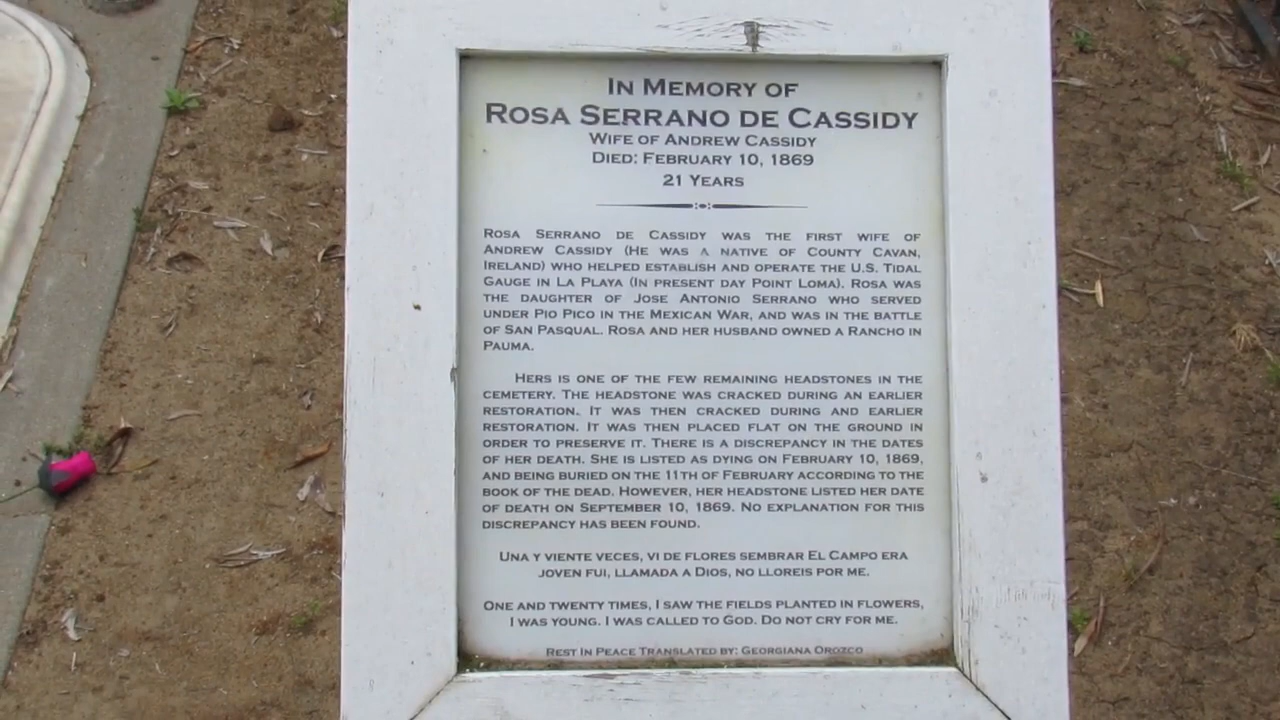 In Memory of
Rosa Serrano de Cassidy
Wife of Andrew Cassidy
Died: February 10, 1869
21 Years
Rosa Serrano de Cassidy was the first wife of
Andrew Cassidy (He was a native of County Cavan,
Ireland) who helped establish and operate the U.S. Tidal
Gauge in La Playa (In present day Point Loma). Rosa was
the daughter of Jose Antonio Serrano who served
under Pio Pico in the Mexican War, and was in the battle
of San Pasqual. Rosa and her husband owned a Rancho in
Pauma.
Hers is one of the few remaining headstones in the
cemetery. The headstone was cracked during an earlier
restoration. It was then cracked during and earlier
restoration. It was then placed flat on the ground in
order to preserve it. There is a discrepancy in the dates
of her death. She is listed as dying on February 10, 1869,
and being buried on the 11th of February according to the
book of the dead. However, her headstone listed her date
of death on September 10, 1869. No explanation for this
discrepancy has been found.
Una y viente veces, vi de flores sembrar El Campo era
joven fui, llamada a Dios, no lloreis por me.
One and twenty times, I saw the fields planted in flowers,
I was young. I was called to God. Do not cry for me.
Rest In Peace Translated by: Georgiana Orozco